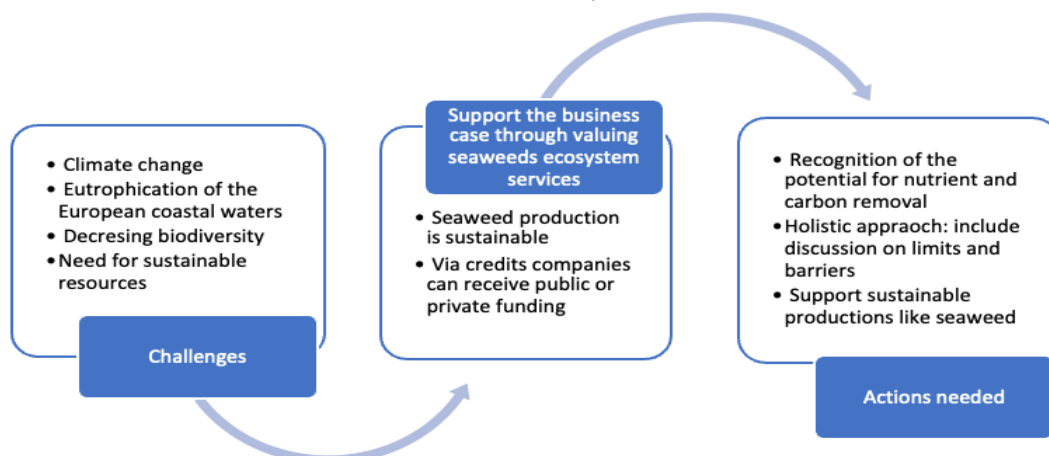 • Climate change
• Eutrophication of the
European coastal waters
• Decresing biodiversity
• Need for sustainable
resources
Challenges
Support the business
case through valuing
seaweeds ecosystem
services
• Seaweed production
is sustainable
• Via credits companies
can receive public or
private funding
• Recognition of the
potential for nutrient and
carbon removal
•Holistic appraoch: include
discussion on limits and
barriers
• Support sustainable
productions like seaweed
Actions needed